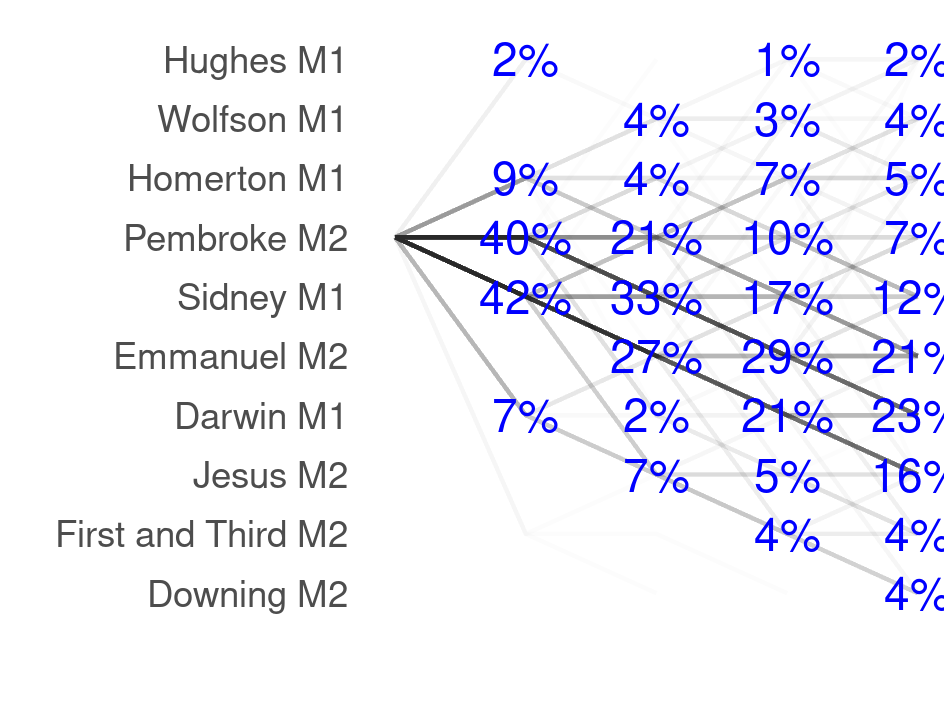 Hughes M1 2% 1% 2%
Wolfson M1 4% 3% 4%
Homerton M1 9% 4% 7% 5%
Pembroke M2 40% 21% 10% 7%
Sidney M1 42% 33% 17% 12%
Emmanuel M2 27% 29% 21%
Darwin M1 7% 2% 21% 23%
Jesus M2 7% 5% 16%
First and Third M2 4% 4%
Downing M2 4%